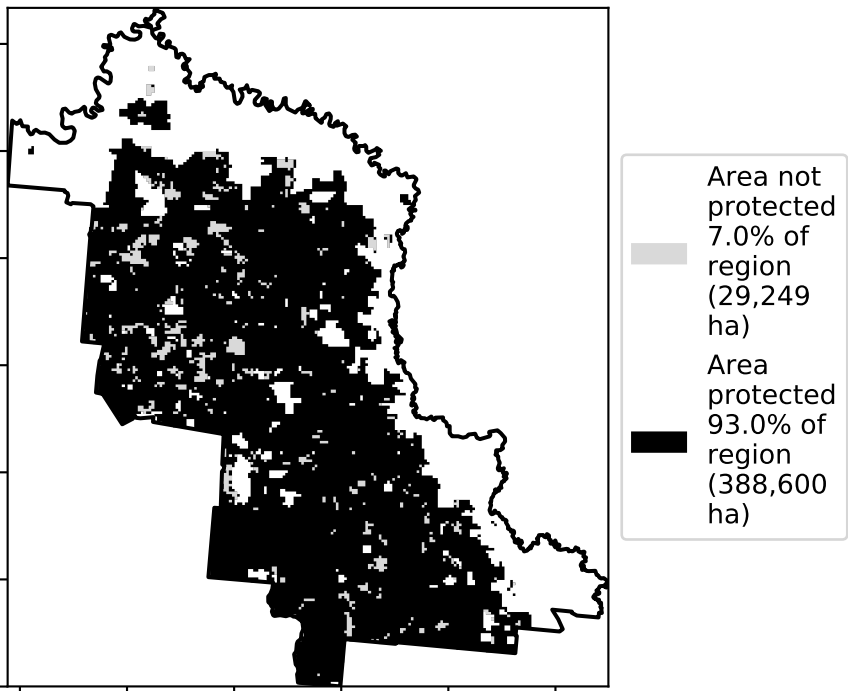 Area not
protected
7.0% of
region
(29,249
ha)
Area
protected
93.0% of
region
(388,600
ha)